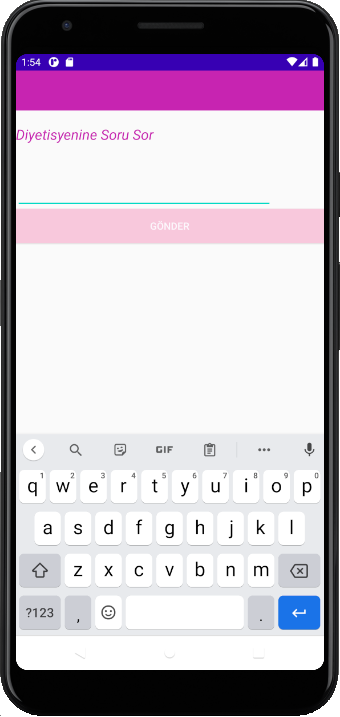 1:54
Diyetisyenine Soru Sor
GÖNDER
GIF
1 2 3 4 5 6 7 8 9 0
q w e r t y u i o p
a s d f g h j k l
z x c v b n m
?123 , .